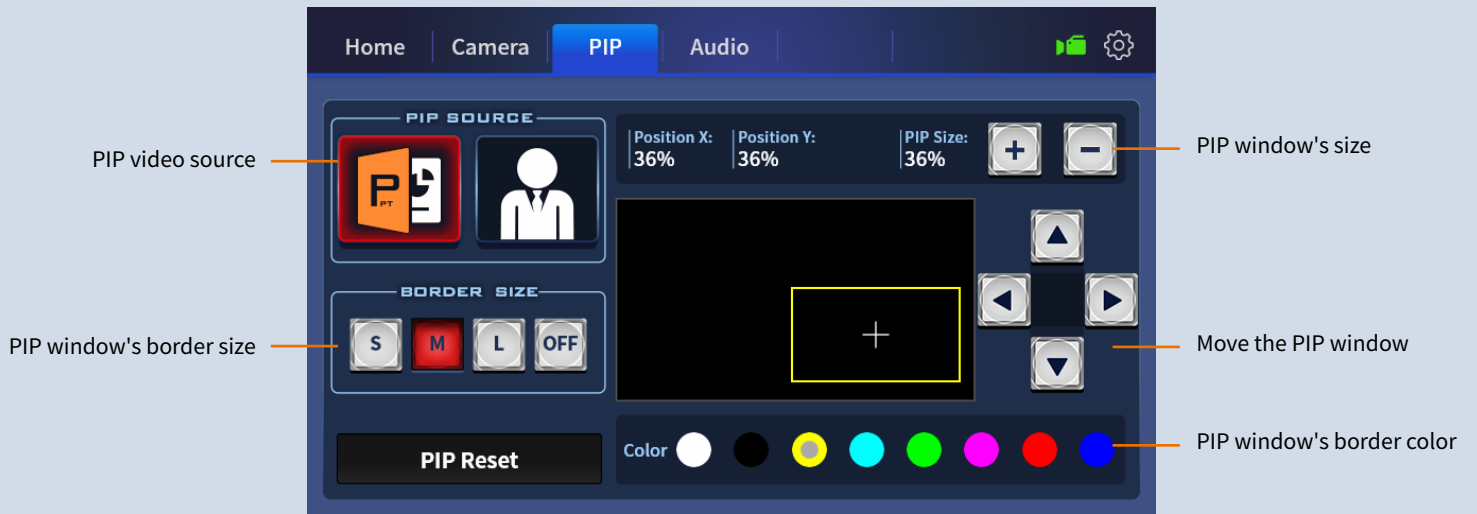 Home
Camera
PIP
Audio
PIP SOURCE
PPT
PIP video source
Position X:
36%
Position Y:
36%
PIP Size:
36%
+
-
PIP window's size
BORDER SIZE
S
M
L
OFF
PIP window's border size
Move the PIP window
PIP Reset
Color
PIP window's border color